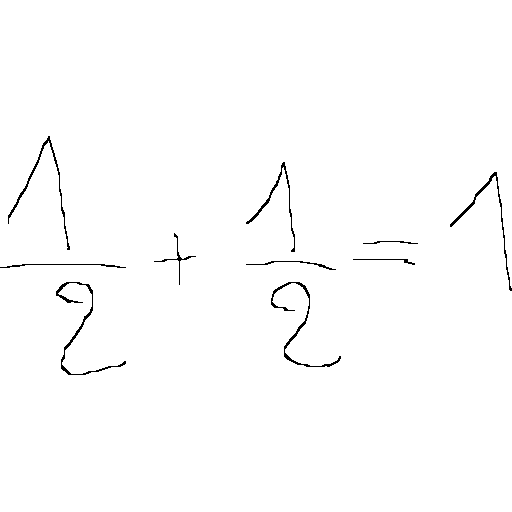 1/2 + 1/2 = 1